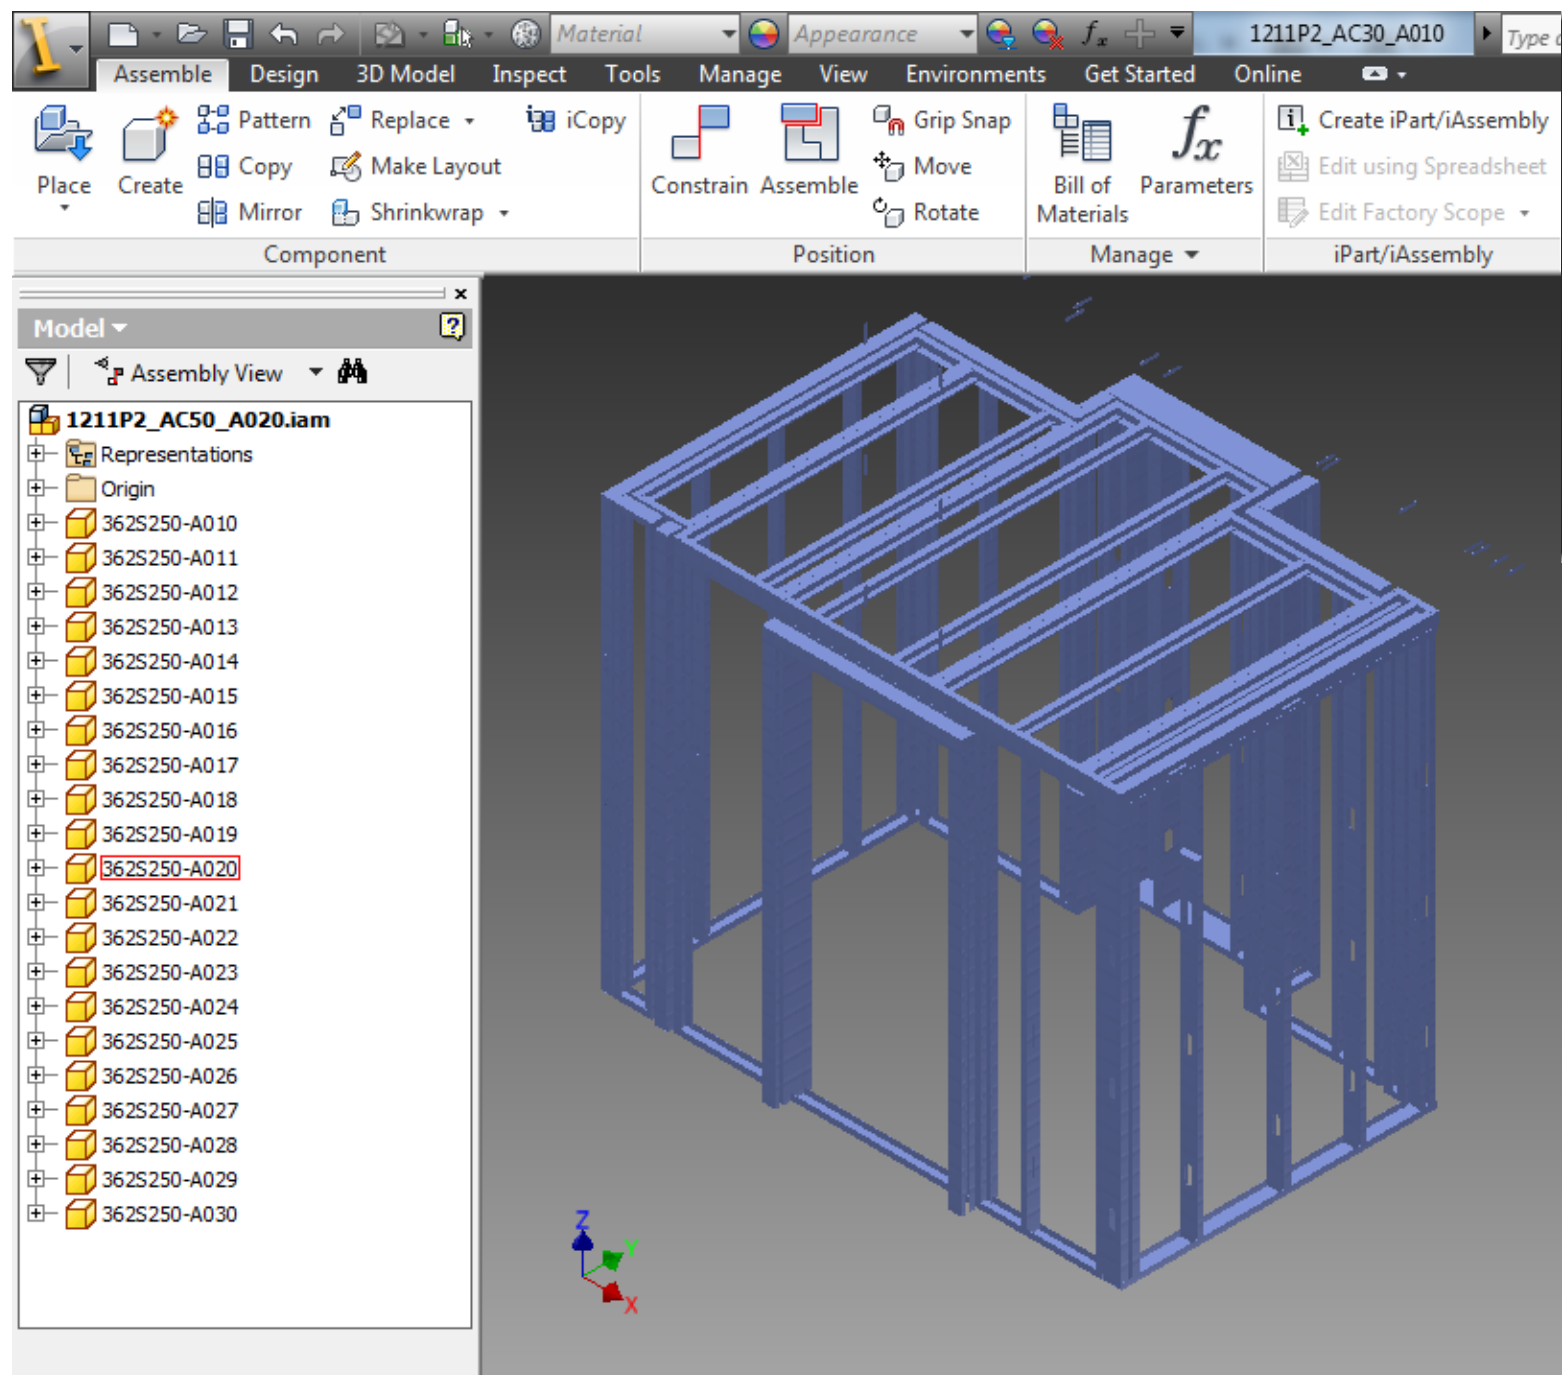 Material
Appearance
fx
1211P2_AC30_A010
Type
Assemble
Design
3D Model
Inspect
Tools
Manage
View
Environments
Get Started
Online
Place
Create
Pattern
Copy
Mirror
Replace
Make Layout
Shrinkwrap
iCopy
Component
Constrain
Assemble
Grip Snap
Move
Rotate
Position
Bill of
Materials
fx
Parameters
Manage
Create iPart/iAssembly
Edit using Spreadsheet
Edit Factory Scope
iPart/iAssembly
Model
Assembly View
1211P2_AC50_A020.iam
Representations
Origin
362S250-A010
362S250-A011
362S250-A012
362S250-A013
362S250-A014
362S250-A015
362S250-A016
362S250-A017
362S250-A018
362S250-A019
362S250-A020
362S250-A021
362S250-A022
362S250-A023
362S250-A024
362S250-A025
362S250-A026
362S250-A027
362S250-A028
362S250-A029
362S250-A030
Z
Y
X